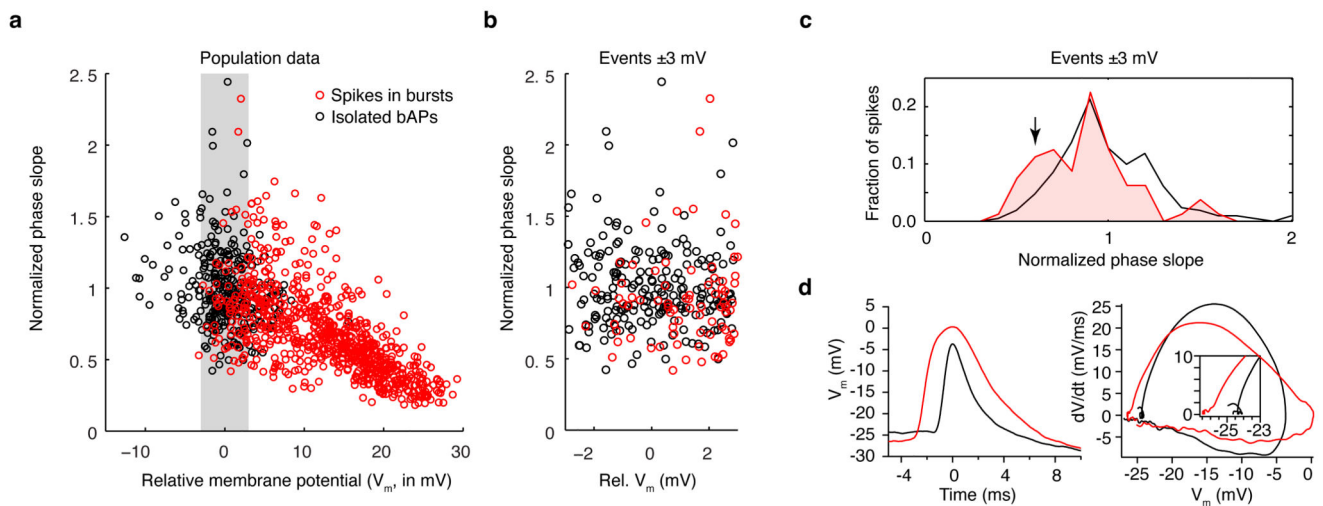 a
Population data
Normalized phase slope
2.5
2
1.5
1
0.5
0
Spikes in bursts
Isolated bAPs
−10 0 10 20 30
Relative membrane potential (Vm, in mV)
b
Events ±3 mV
Normalized phase slope
2.5
2
1.5
1
0.5
0
−2 0 2
Rel. Vm (mV)
c
Events ±3 mV
Fraction of spikes
0.2
0.1
0.0
0 1 2
Normalized phase slope
d
Vm (mV)
5
0
-5
-10
-15
-20
-25
-30
-4 0 4 8
Time (ms)
dV/dt (mV/ms)
25
20
15
10
5
0
-5
10
0
-25 -23
-25 -20 -15 -10 -5 0
Vm (mV)